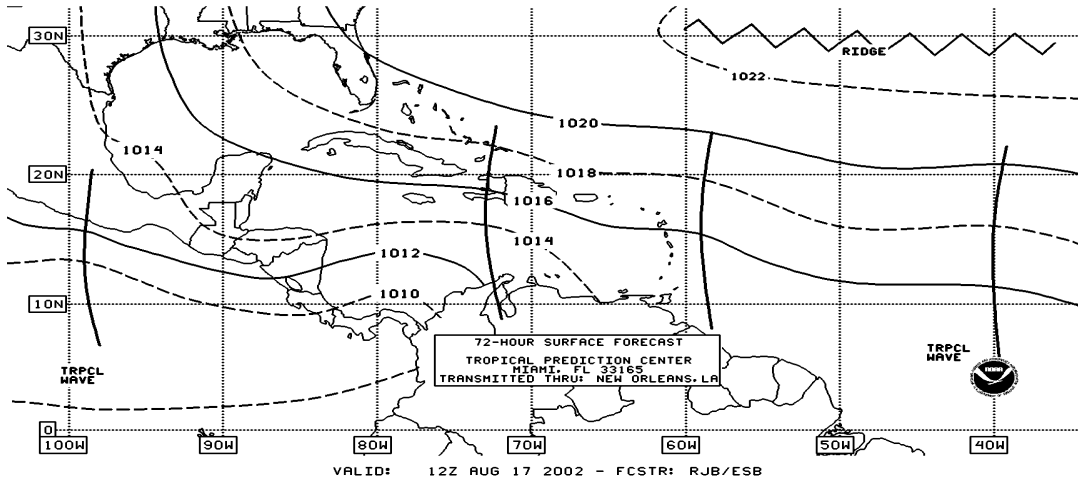 30N
RIDGE
1022
1020
1014
20N
1018
1016
1014
1012
10N
1010
72-HOUR SURFACE FORECAST
TROPICAL PREDICTION CENTER
MIAMI, FL 33165
TRANSMITTED THRU: NEW ORLEANS,LA
TRPCL
WAVE
TRPCL
WAVE
NOAA
0
100W 90W 80W 70W 60W 50W 40W
VALID: 12Z AUG 17 2002 - FCSTR: RJB/ESB